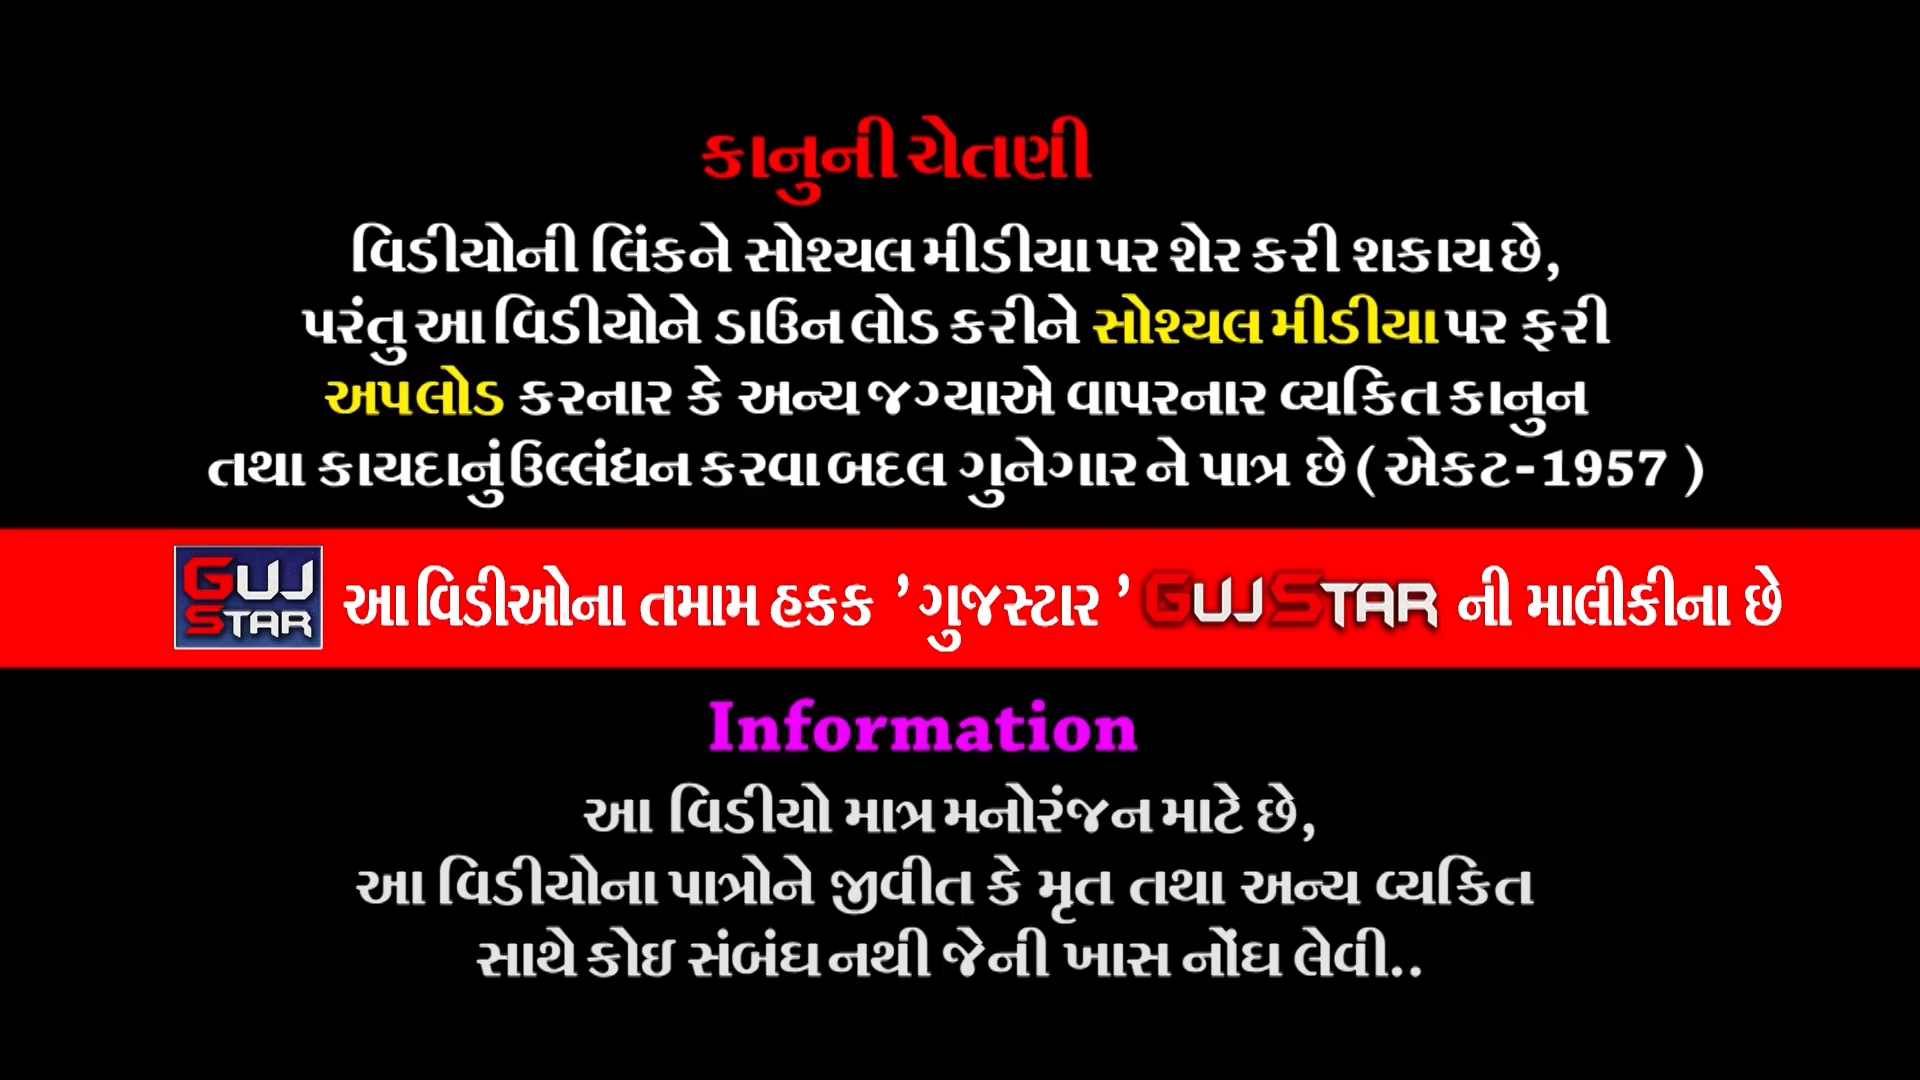 કાનુની ચેતણી
વિડીયોની લિંકને સોશ્યલ મીડીયા પર શેર કરી શકાય છે,
પરંતુ આ વિડીયોને ડાઉન લોડ કરીને સોશ્યલ મીડીયા પર ફરી
અપલોડ કરનાર કે અન્ય જગ્યાએ વાપરનાર વ્યકિત કાનુન
તથા કાયદાનું ઉલ્લંઘન કરવા બદલ ગુનેગાર ને પાત્ર છે ( એકટ-1957 )
GUJ STAR આ વિડીઓના તમામ હકક ’ ગુજસ્ટાર ’ GUJSTAR ની માલીકીના છે
Information
આ વિડીયો માત્ર મનોરંજન માટે છે,
આ વિડીયોના પાત્રોને જીવીત કે મૃત તથા અન્ય વ્યકિત
સાથે કોઇ સંબંઘ નથી જેની ખાસ નોંઘ લેવી..